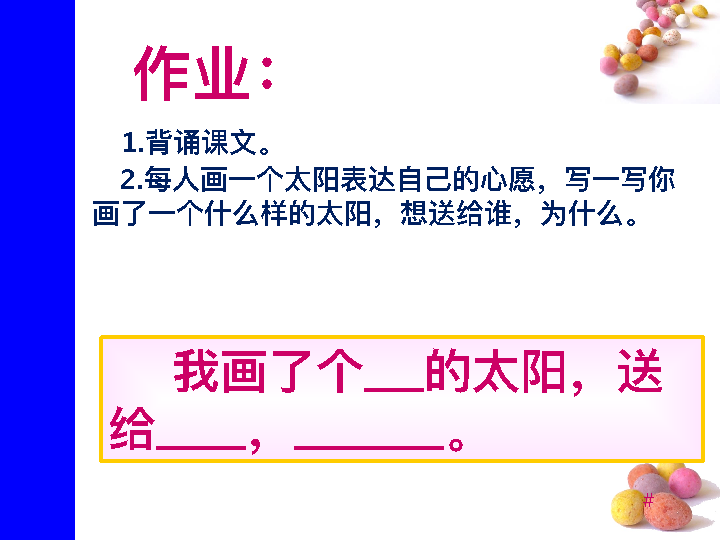 作业：
1.背诵课文。
2.每人画一个太阳表达自己的心愿，写一写你
画了一个什么样的太阳，想送给谁，为什么。
我画了个__的太阳，送
给____，_____。
#